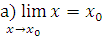 a) lim x = x₀
x→x₀